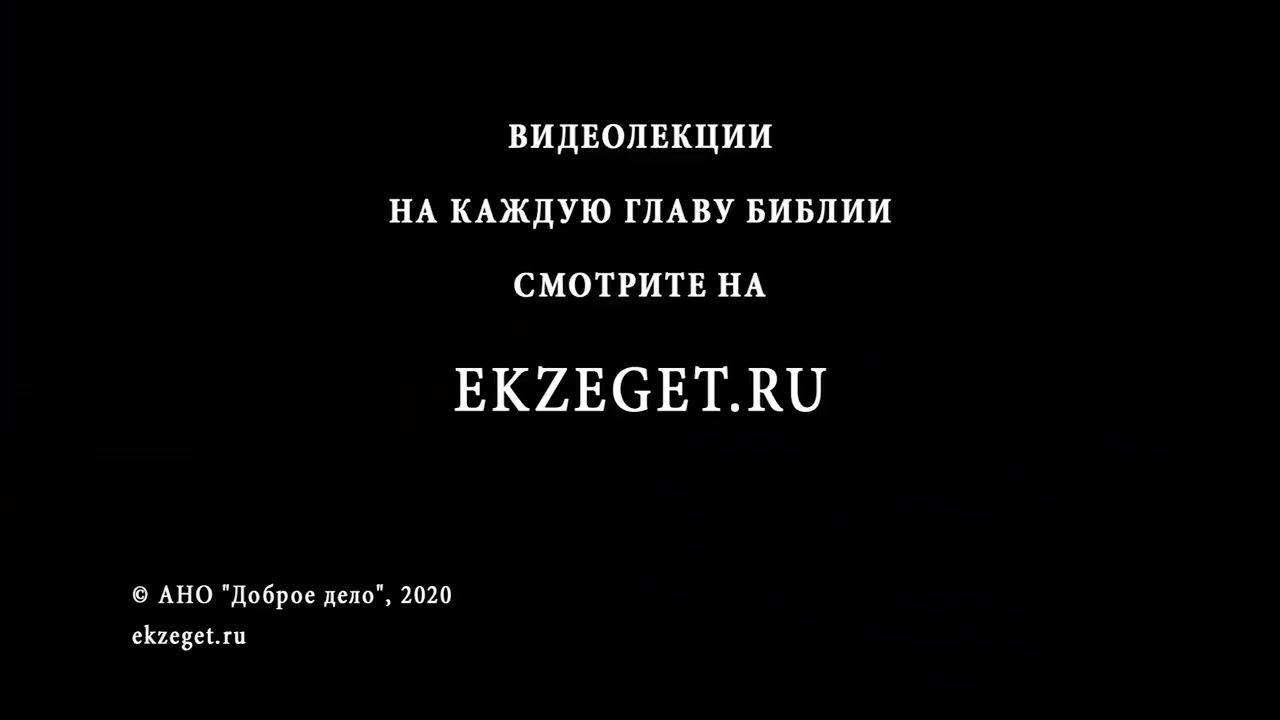 ВИДЕОЛЕКЦИИ
НА КАЖДУЮ ГЛАВУ БИБЛИИ
СМОТРИТЕ НА
EKZEGET.RU
© АНО "Доброе дело", 2020
ekzeget.ru